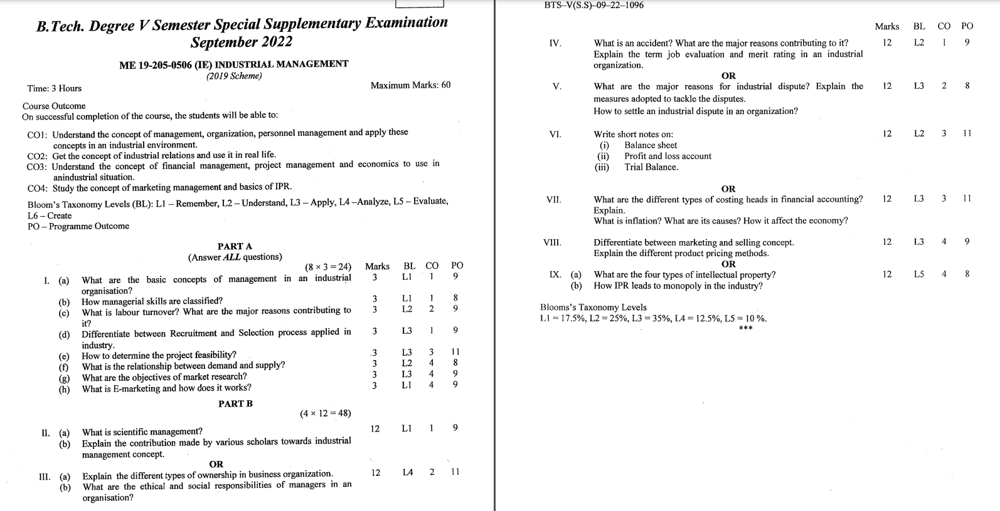 B.Tech. Degree V Semester Special Supplementary Examination
September 2022
ME 19-205-0506 (IE) INDUSTRIAL MANAGEMENT
(2019 Scheme)
Time: 3 Hours Maximum Marks: 60
Course Outcome
On successful completion of the course, the students will be able to:
CO1: Understand the concept of management, organization, personnel management and apply these
concepts in an industrial environment.
CO2: Get the concept of industrial relations and use it in real life.
CO3: Understand the concept of financial management, project management and economics to use in
anindustrial situation.
CO4: Study the concept of marketing management and basics of IPR.
Bloom's Taxonomy Levels (BL): L1 – Remember, L2 – Understand, L3 – Apply, L4 –Analyze, L5 – Evaluate,
L6 – Create
PO – Programme Outcome
PART A
(Answer ALL questions)
(8 × 3 = 24) Marks BL CO PO
I. (a) What are the basic concepts of management in an industrial 3 L1 1 9
organisation?
(b) How managerial skills are classified? 3 L1 1 8
(c) What is labour turnover? What are the major reasons contributing to 3 L2 2 9
it?
(d) Differentiate between Recruitment and Selection process applied in 3 L3 1 9
industry.
(e) How to determine the project feasibility? 3 L3 3 11
(f) What is the relationship between demand and supply? 3 L2 4 8
(g) What are the objectives of market research? 3 L3 4 9
(h) What is E-marketing and how does it works? 3 L1 4 9
PART B
(4 × 12 = 48)
II. (a) What is scientific management? 12 L1 1 9
(b) Explain the contribution made by various scholars towards industrial
management concept.
OR
III. (a) Explain the different types of ownership in business organization. 12 L4 2 11
(b) What are the ethical and social responsibilities of managers in an
organisation?
BTS–V(S.S)–09–22–1096
Marks BL CO PO
IV. What is an accident? What are the major reasons contributing to it? 12 L2 1 9
Explain the term job evaluation and merit rating in an industrial
organization.
OR
V. What are the major reasons for industrial dispute? Explain the 12 L3 2 8
measures adopted to tackle the disputes.
How to settle an industrial dispute in an organization?
VI. Write short notes on: 12 L2 3 11
(i) Balance sheet
(ii) Profit and loss account
(iii) Trial Balance.
OR
VII. What are the different types of costing heads in financial accounting? 12 L3 3 11
Explain.
What is inflation? What are its causes? How it affect the economy?
VIII. Differentiate between marketing and selling concept. 12 L3 4 9
Explain the different product pricing methods.
OR
IX. (a) What are the four types of intellectual property? 12 L5 4 8
(b) How IPR leads to monopoly in the industry?
Blooms's Taxonomy Levels
L1 = 17.5%, L2 = 25%, L3 = 35%, L4 = 12.5%, L5 = 10 %.
***